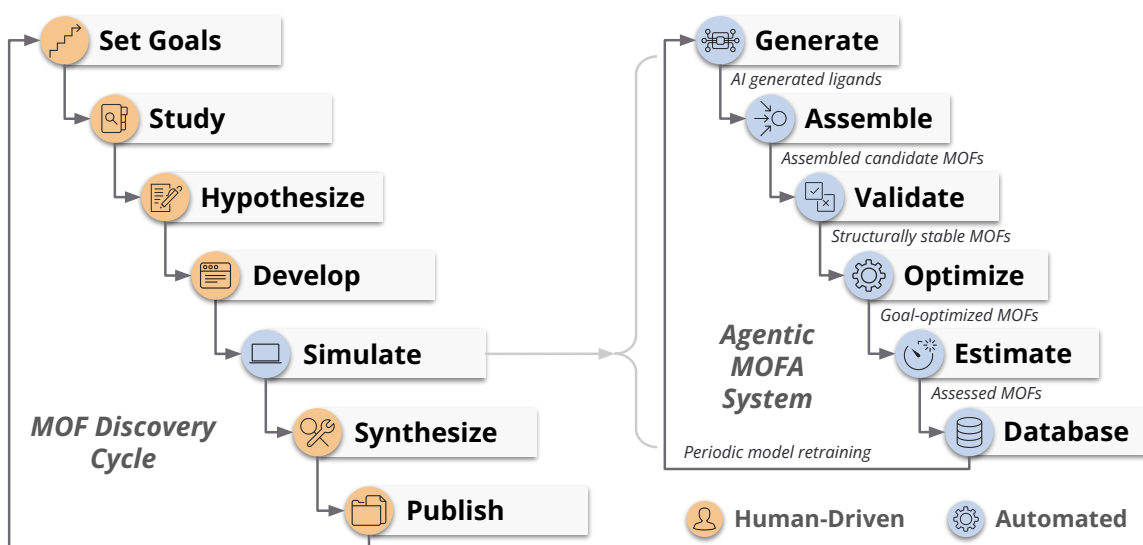 Set Goals
Study
Hypothesize
Develop
Simulate
Synthesize
Publish
MOF Discovery
Cycle
Generate
AI generated ligands
Assemble
Assembled candidate MOFs
Validate
Structurally stable MOFs
Optimize
Goal-optimized MOFs
Estimate
Assessed MOFs
Database
Periodic model retraining
Agentic
MOFA
System
Human-Driven
Automated